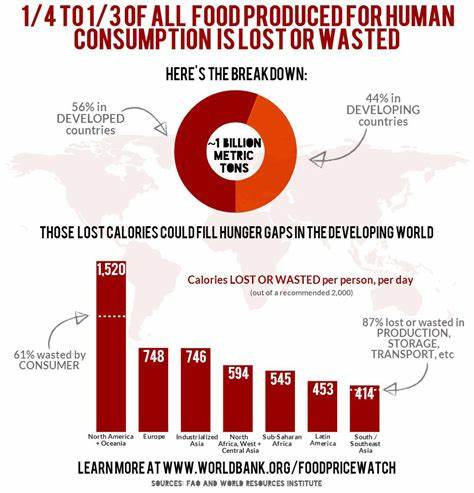 1/4 TO 1/3 OF ALL FOOD PRODUCED FOR HUMAN
CONSUMPTION IS LOST OR WASTED
HERE'S THE BREAKDOWN:
56% in
DEVELOPED
countries
44% in
DEVELOPING
countries
~1 BILLION
METRIC
TONS
THOSE LOST CALORIES COULD FILL HUNGER GAPS IN THE DEVELOPING WORLD
1,520
Calories LOST OR WASTED per person, per day
(out of a recommended 2,000)
61% wasted by
CONSUMER
87% lost or wasted in
PRODUCTION,
STORAGE,
TRANSPORT, etc
748
746
594
545
453
414
North America
+ Oceania
Europe
Industrialized
Asia
North
Africa, West +
Central Asia
Sub-Saharan
Africa
Latin
America
South /
Southeast
Asia
LEARN MORE AT WWW.WORLDBANK.ORG/FOODPRICEWATCH
SOURCES: FAO AND WORLD RESOURCES INSTITUTE